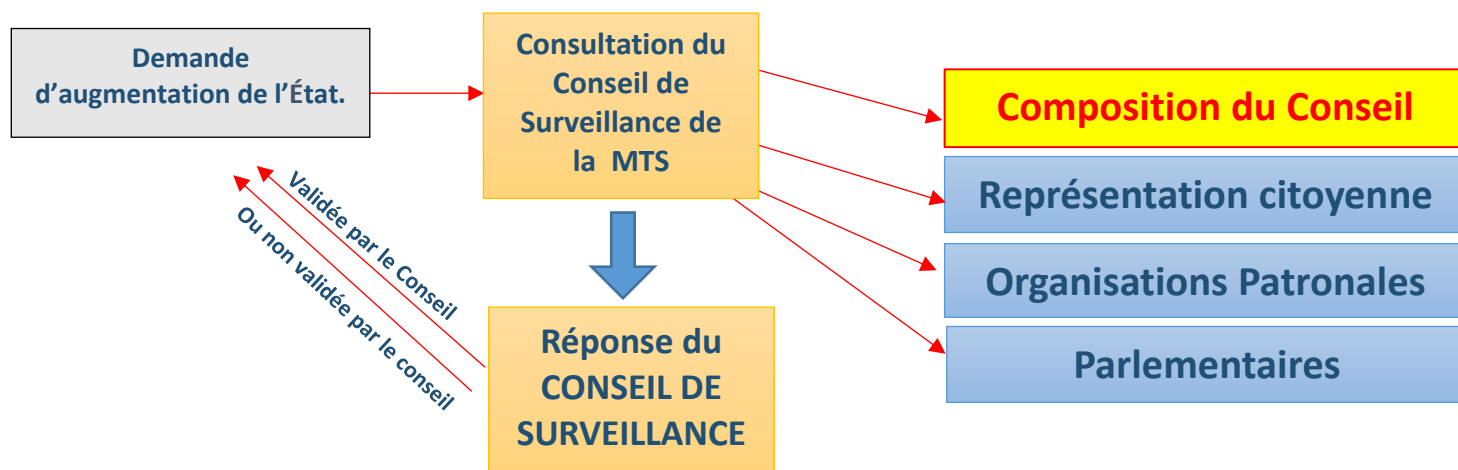 Demande
d'augmentation de l'État.
Consultation du
Conseil de
Surveillance de
la MTS
Composition du Conseil
Représentation citoyenne
Organisations Patronales
Parlementaires
Validée par le Conseil
Ou non validée par le conseil
Réponse du
CONSEIL DE
SURVEILLANCE